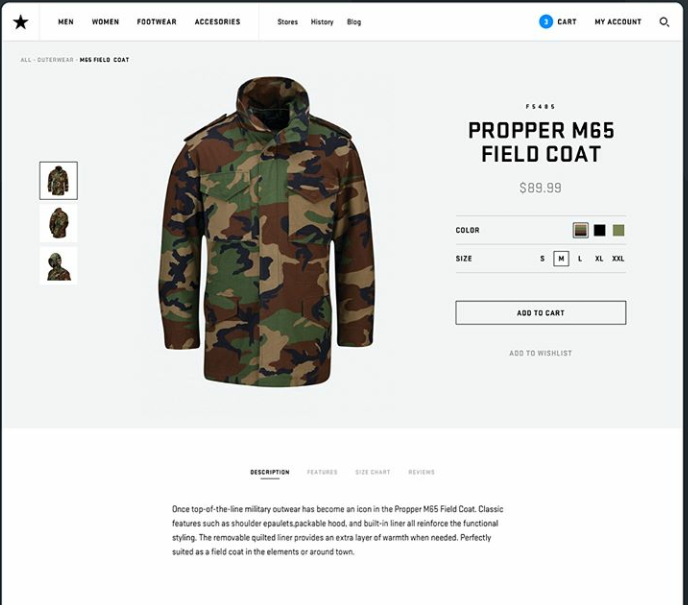 MEN WOMEN FOOTWEAR ACCESORIES Stores History Blog 3 CART MY ACCOUNT
ALL - OUTERWEAR - M65 FIELD COAT
F5485
PROPPER M65
FIELD COAT
$89.99
COLOR
SIZE S M L XL XXL
ADD TO CART
ADD TO WISHLIST
DESCRIPTION FEATURES SIZE CHART REVIEWS
Once top-of-the-line military outwear has become an icon in the Propper M65 Field Coat. Classic
features such as shoulder epaulets,packable hood, and built-in liner all reinforce the functional
styling. The removable quilted liner provides an extra layer of warmth when needed. Perfectly
suited as a field coat in the elements or around town.